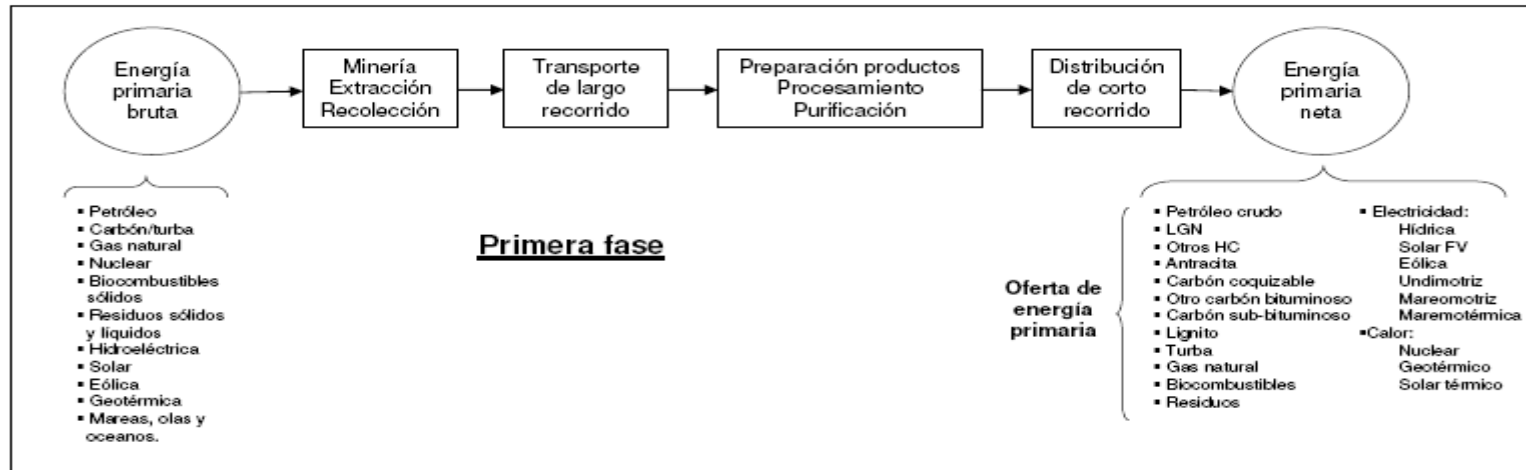 Energía
primaria
bruta
Minería
Extracción
Recolección
Transporte
de largo
recorrido
Preparación productos
Procesamiento
Purificación
Distribución
de corto
recorrido
Energía
primaria
neta
▪ Petróleo
▪ Carbón/turba
▪ Gas natural
▪ Nuclear
▪ Biocombustibles
sólidos
▪ Residuos sólidos
y líquidos
▪ Hidroeléctrica
▪ Solar
▪ Eólica
▪ Geotérmica
▪ Mareas, olas y
oceanos.
Primera fase
Oferta de
energía
primaria
▪ Petróleo crudo
▪ LGN
▪ Otros HC
▪ Antracita
▪ Carbón coquizable
▪ Otro carbón bituminoso
▪ Carbón sub-bituminoso
▪ Lignito
▪ Turba
▪ Gas natural
▪ Biocombustibles
▪ Residuos
▪ Electricidad:
Hídrica
Solar FV
Eólica
Undimotriz
Mareomotriz
Maremotérmica
▪Calor:
Nuclear
Geotérmico
Solar térmico